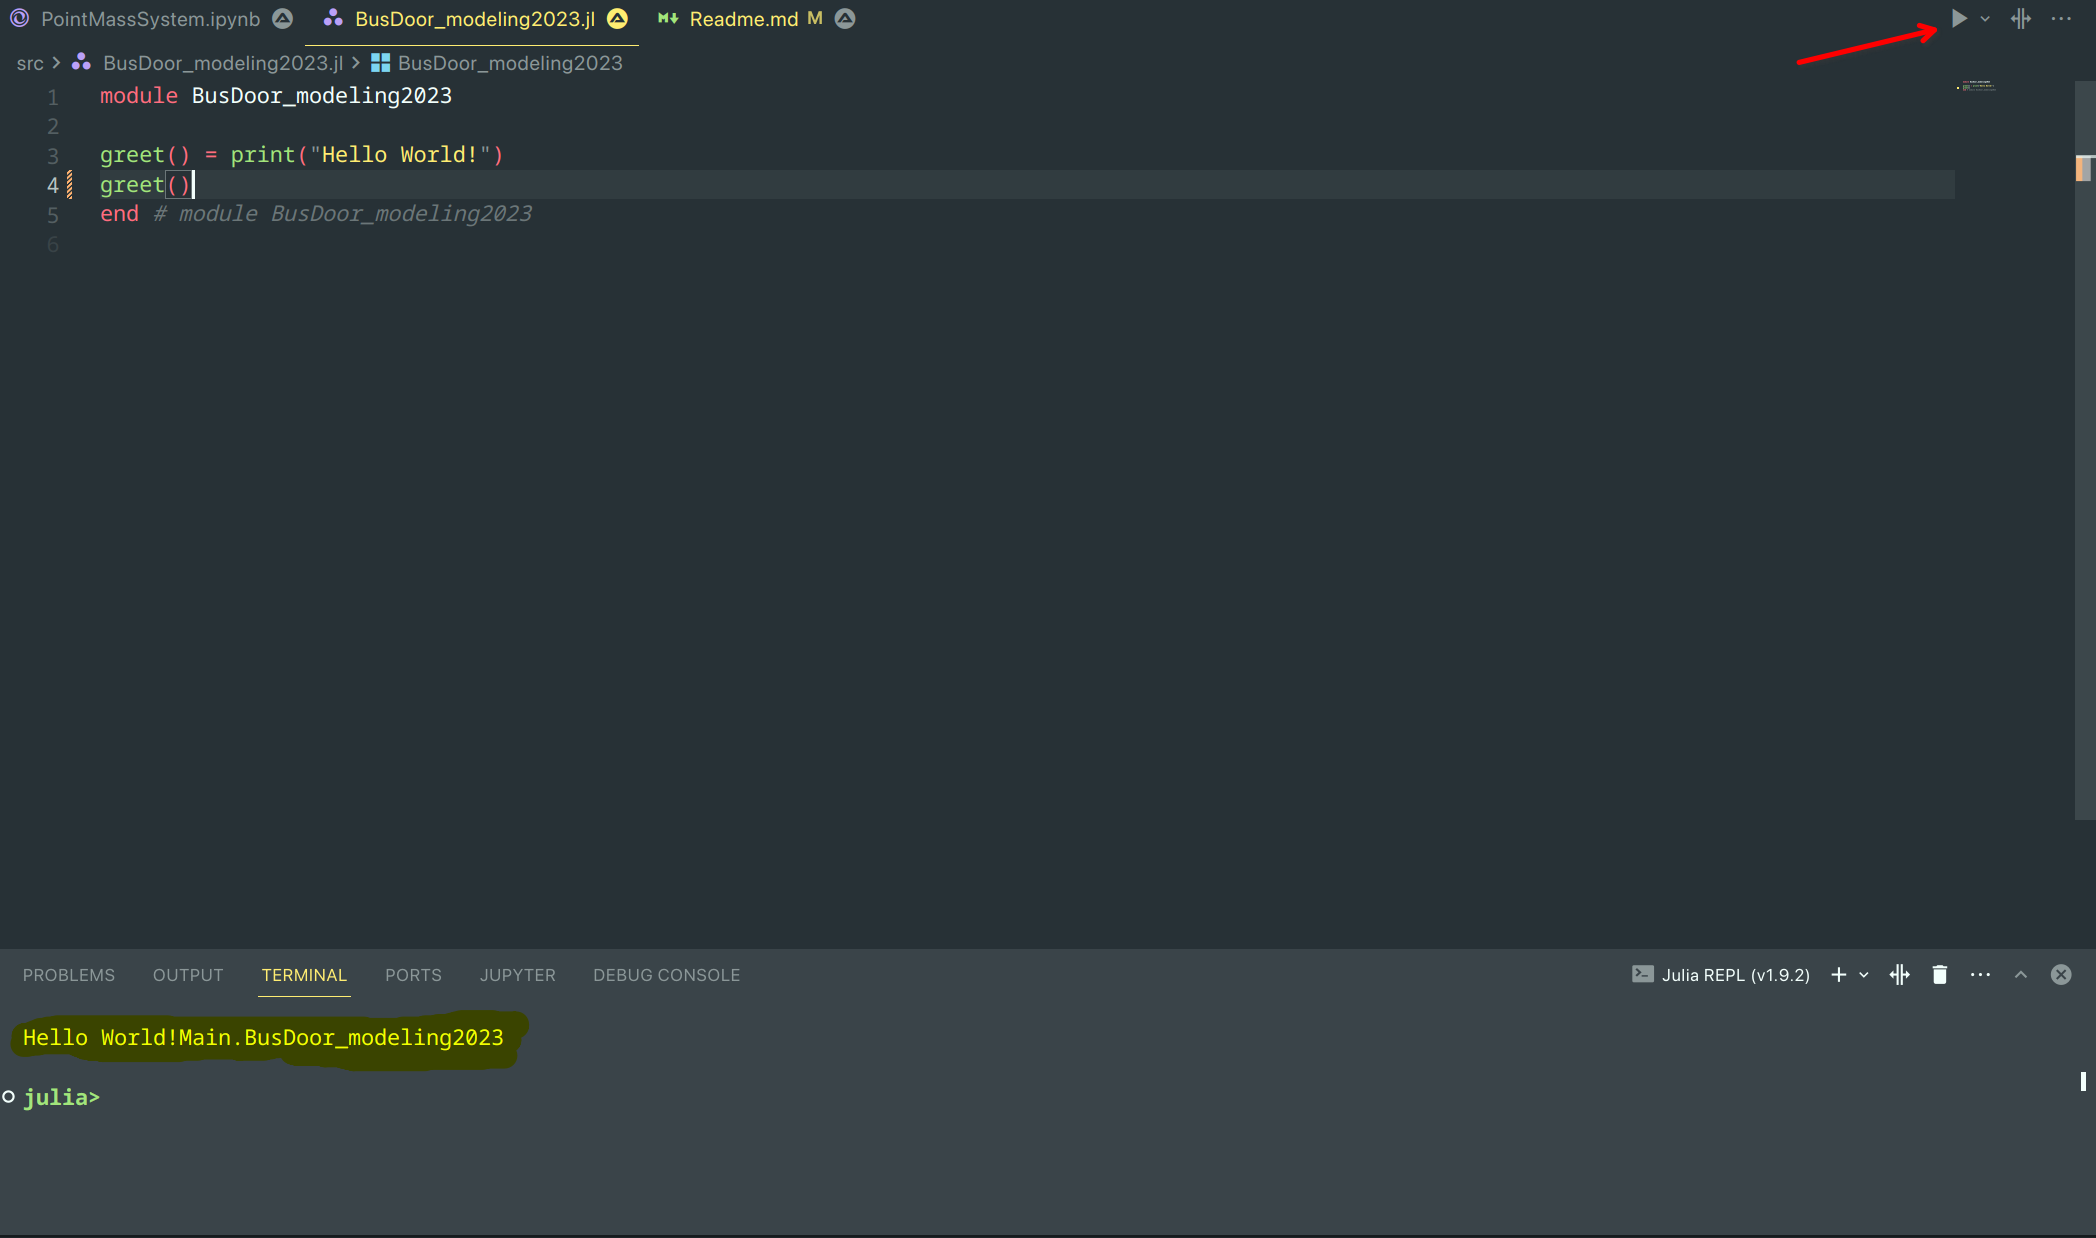 PointMassSystem.ipynb BusDoor_modeling2023.jl Readme.md M
src > BusDoor_modeling2023.jl > BusDoor_modeling2023
1 module BusDoor_modeling2023
2
3 greet() = print("Hello World!")
4 greet()
5 end # module BusDoor_modeling2023
6
PROBLEMS OUTPUT TERMINAL PORTS JUPYTER DEBUG CONSOLE Julia REPL (v1.9.2)
Hello World!Main.BusDoor_modeling2023
julia>